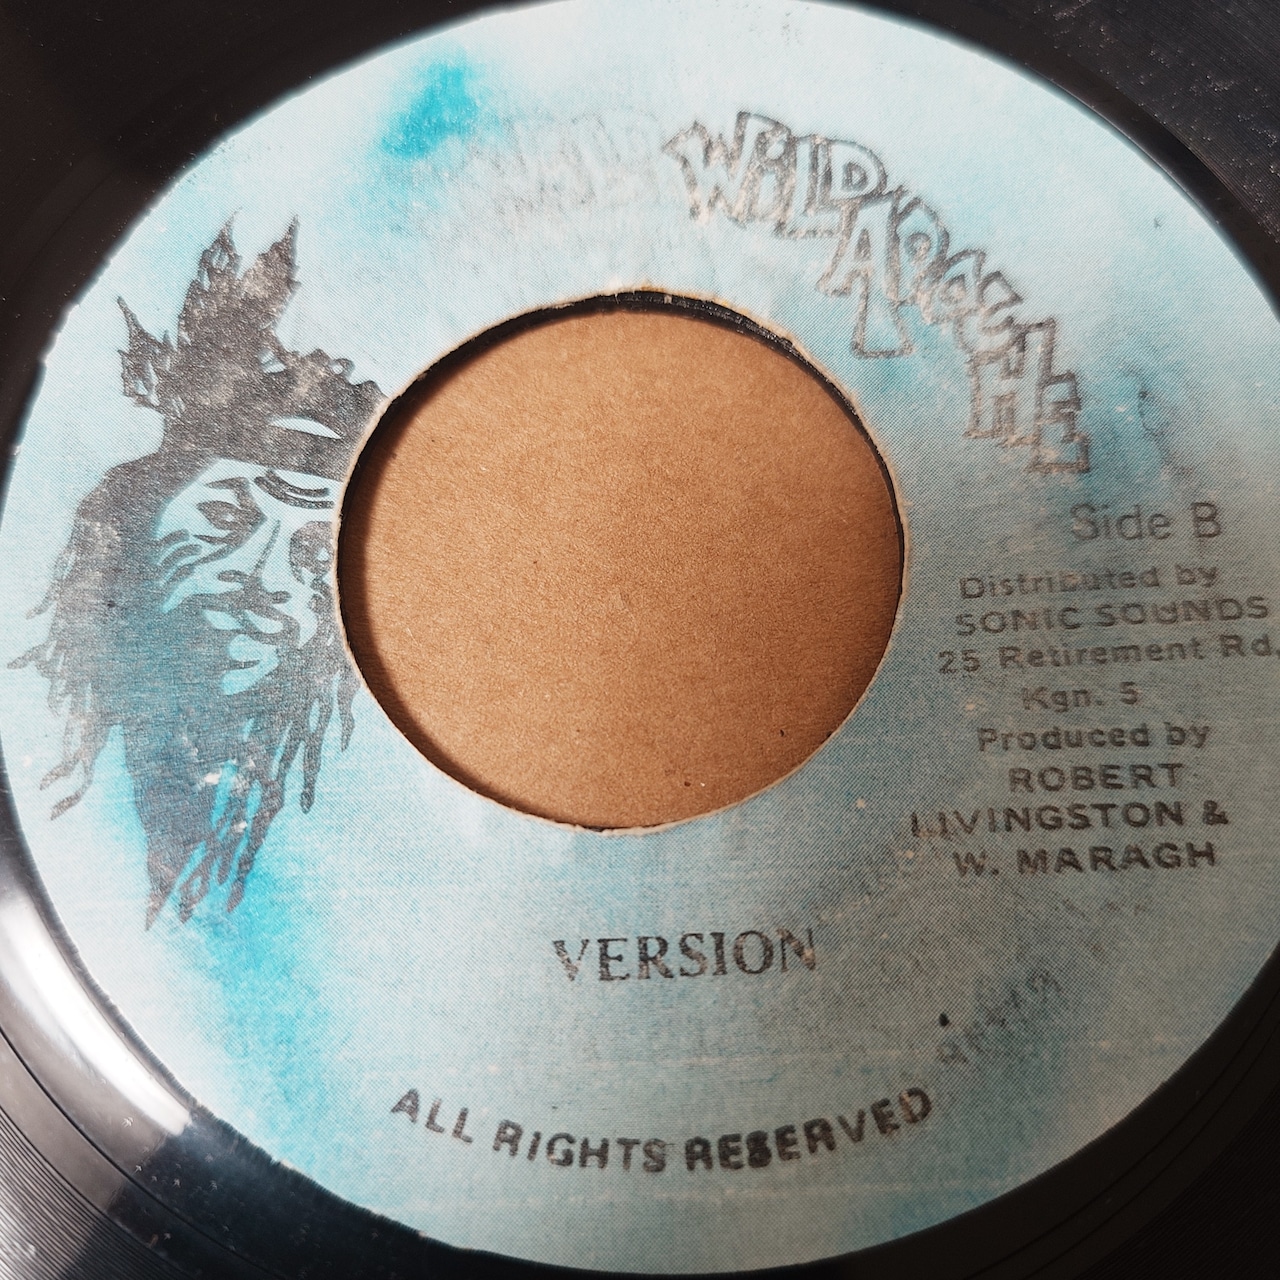 WiLD APACHE
Side B
Distributed by
SONIC SOUNDS
25 Retirement Rd.
Kgn. 5
Produced by
ROBERT
LIVINGSTON &
W. MARAGH
VERSION
ALL RIGHTS RESERVED